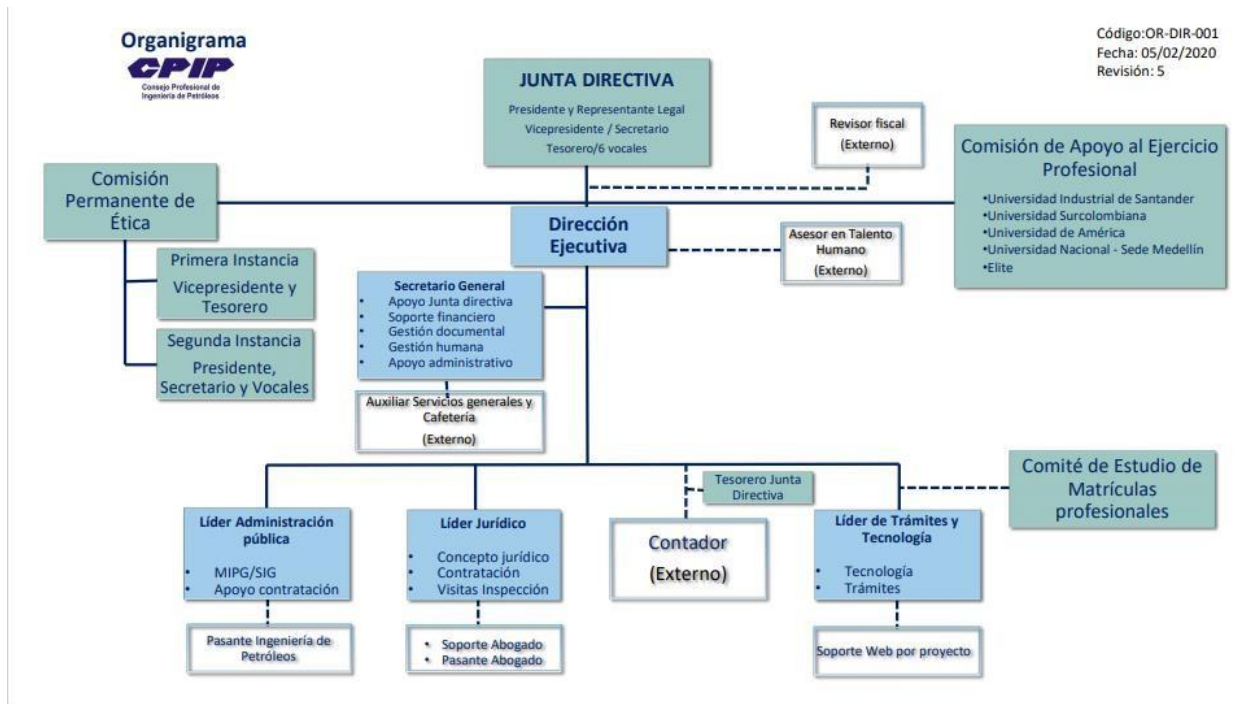 Organigrama
CPIP
Consejo Profesional de
Ingeniería de Petróleos
Código:OR-DIR-001
Fecha: 05/02/2020
Revisión: 5
JUNTA DIRECTIVA
Presidente y Representante Legal
Vicepresidente / Secretario
Tesorero/6 vocales
Revisor fiscal
(Externo)
Comisión de Apoyo al Ejercicio
Profesional
•Universidad Industrial de Santander
•Universidad Surcolombiana
•Universidad de América
•Universidad Nacional - Sede Medellín
•Elite
Comisión
Permanente de
Ética
Primera Instancia
Vicepresidente y
Tesorero
Segunda Instancia
Presidente,
Secretario y Vocales
Dirección
Ejecutiva
Asesor en Talento
Humano
(Externo)
Secretario General
• Apoyo Junta directiva
• Soporte financiero
• Gestión documental
• Gestión humana
• Apoyo administrativo
Auxiliar Servicios generales y
Cafetería
(Externo)
Líder Administración
pública
• MIPG/SIG
• Apoyo contratación
Pasante Ingeniería de
Petróleos
Líder Jurídico
• Concepto jurídico
• Contratación
• Visitas Inspección
• Soporte Abogado
• Pasante Abogado
Tesorero Junta
Directiva
Contador
(Externo)
Líder de Trámites y
Tecnología
• Tecnología
• Trámites
Soporte Web por proyecto
Comité de Estudio de
Matrículas
profesionales